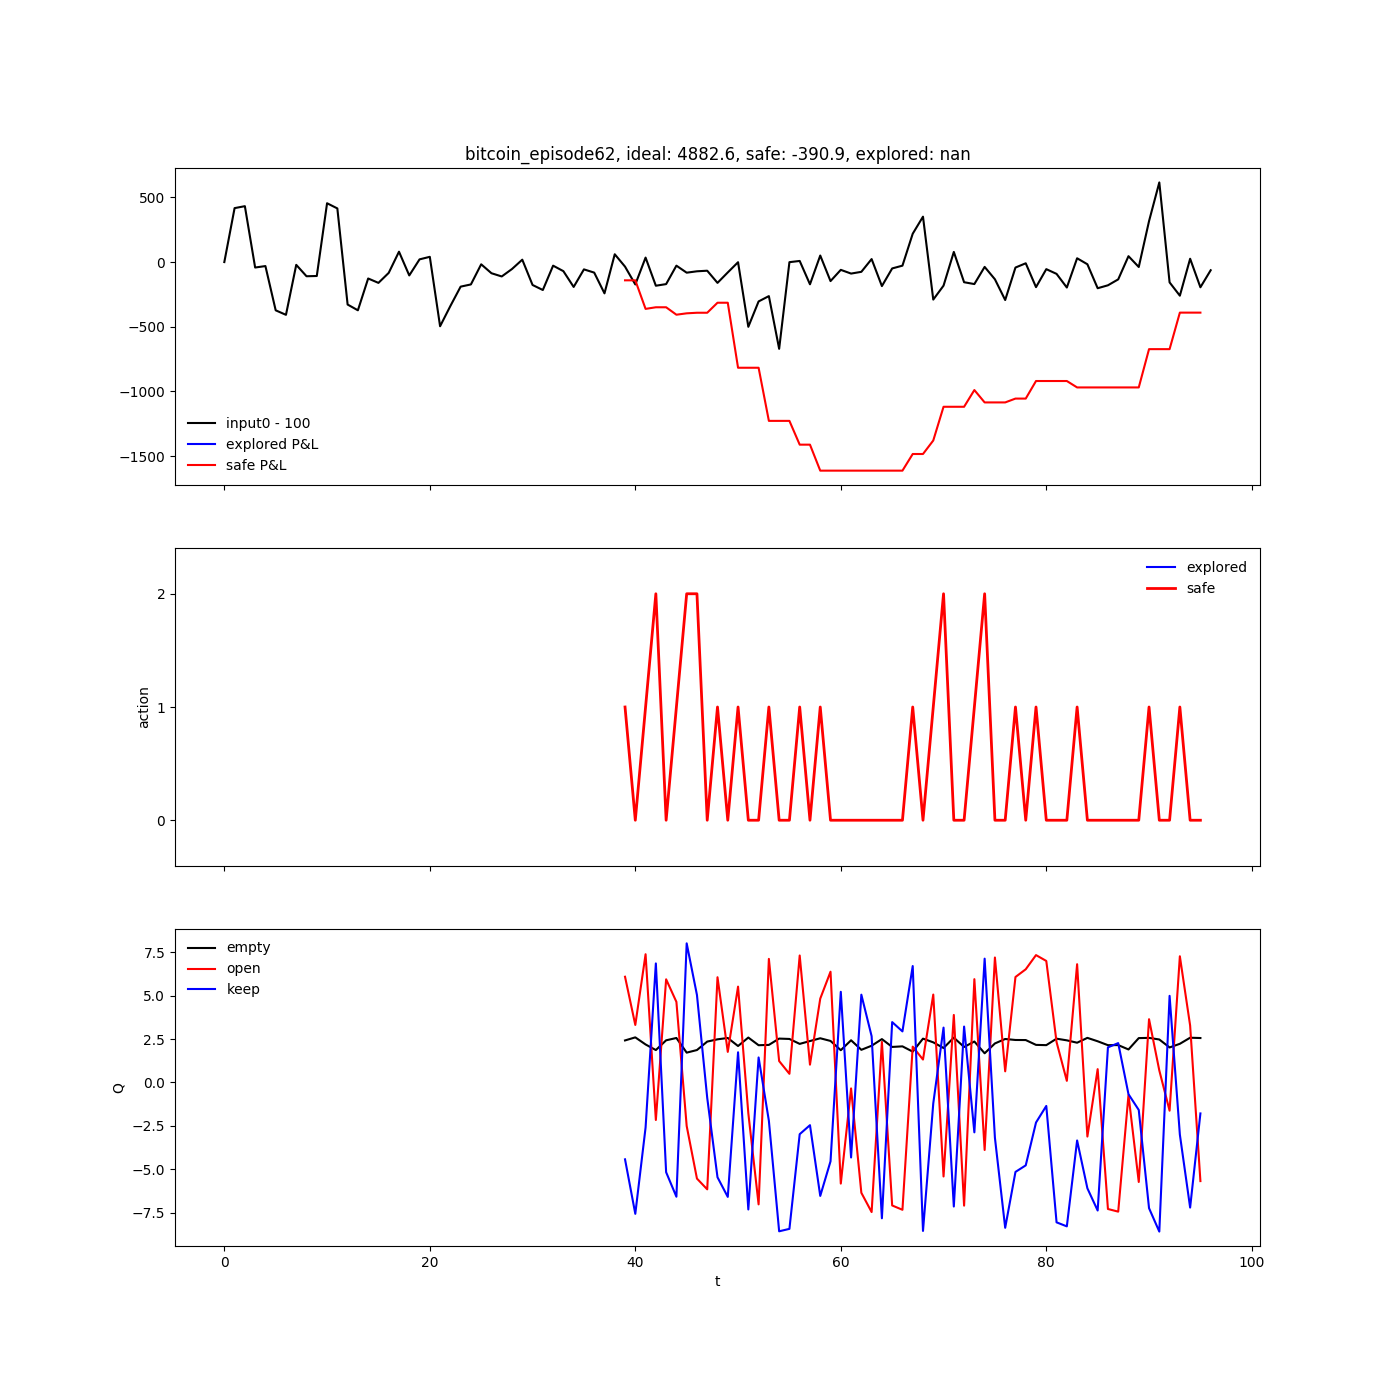 bitcoin_episode62, ideal: 4882.6, safe: -390.9, explored: nan
500
0
−500
−1000
−1500
input0 - 100
explored P&L
safe P&L
2
1
0
action
explored
safe
7.5
5.0
2.5
0.0
−2.5
−5.0
−7.5
Q
empty
open
keep
0 20 40 60 80 100
t